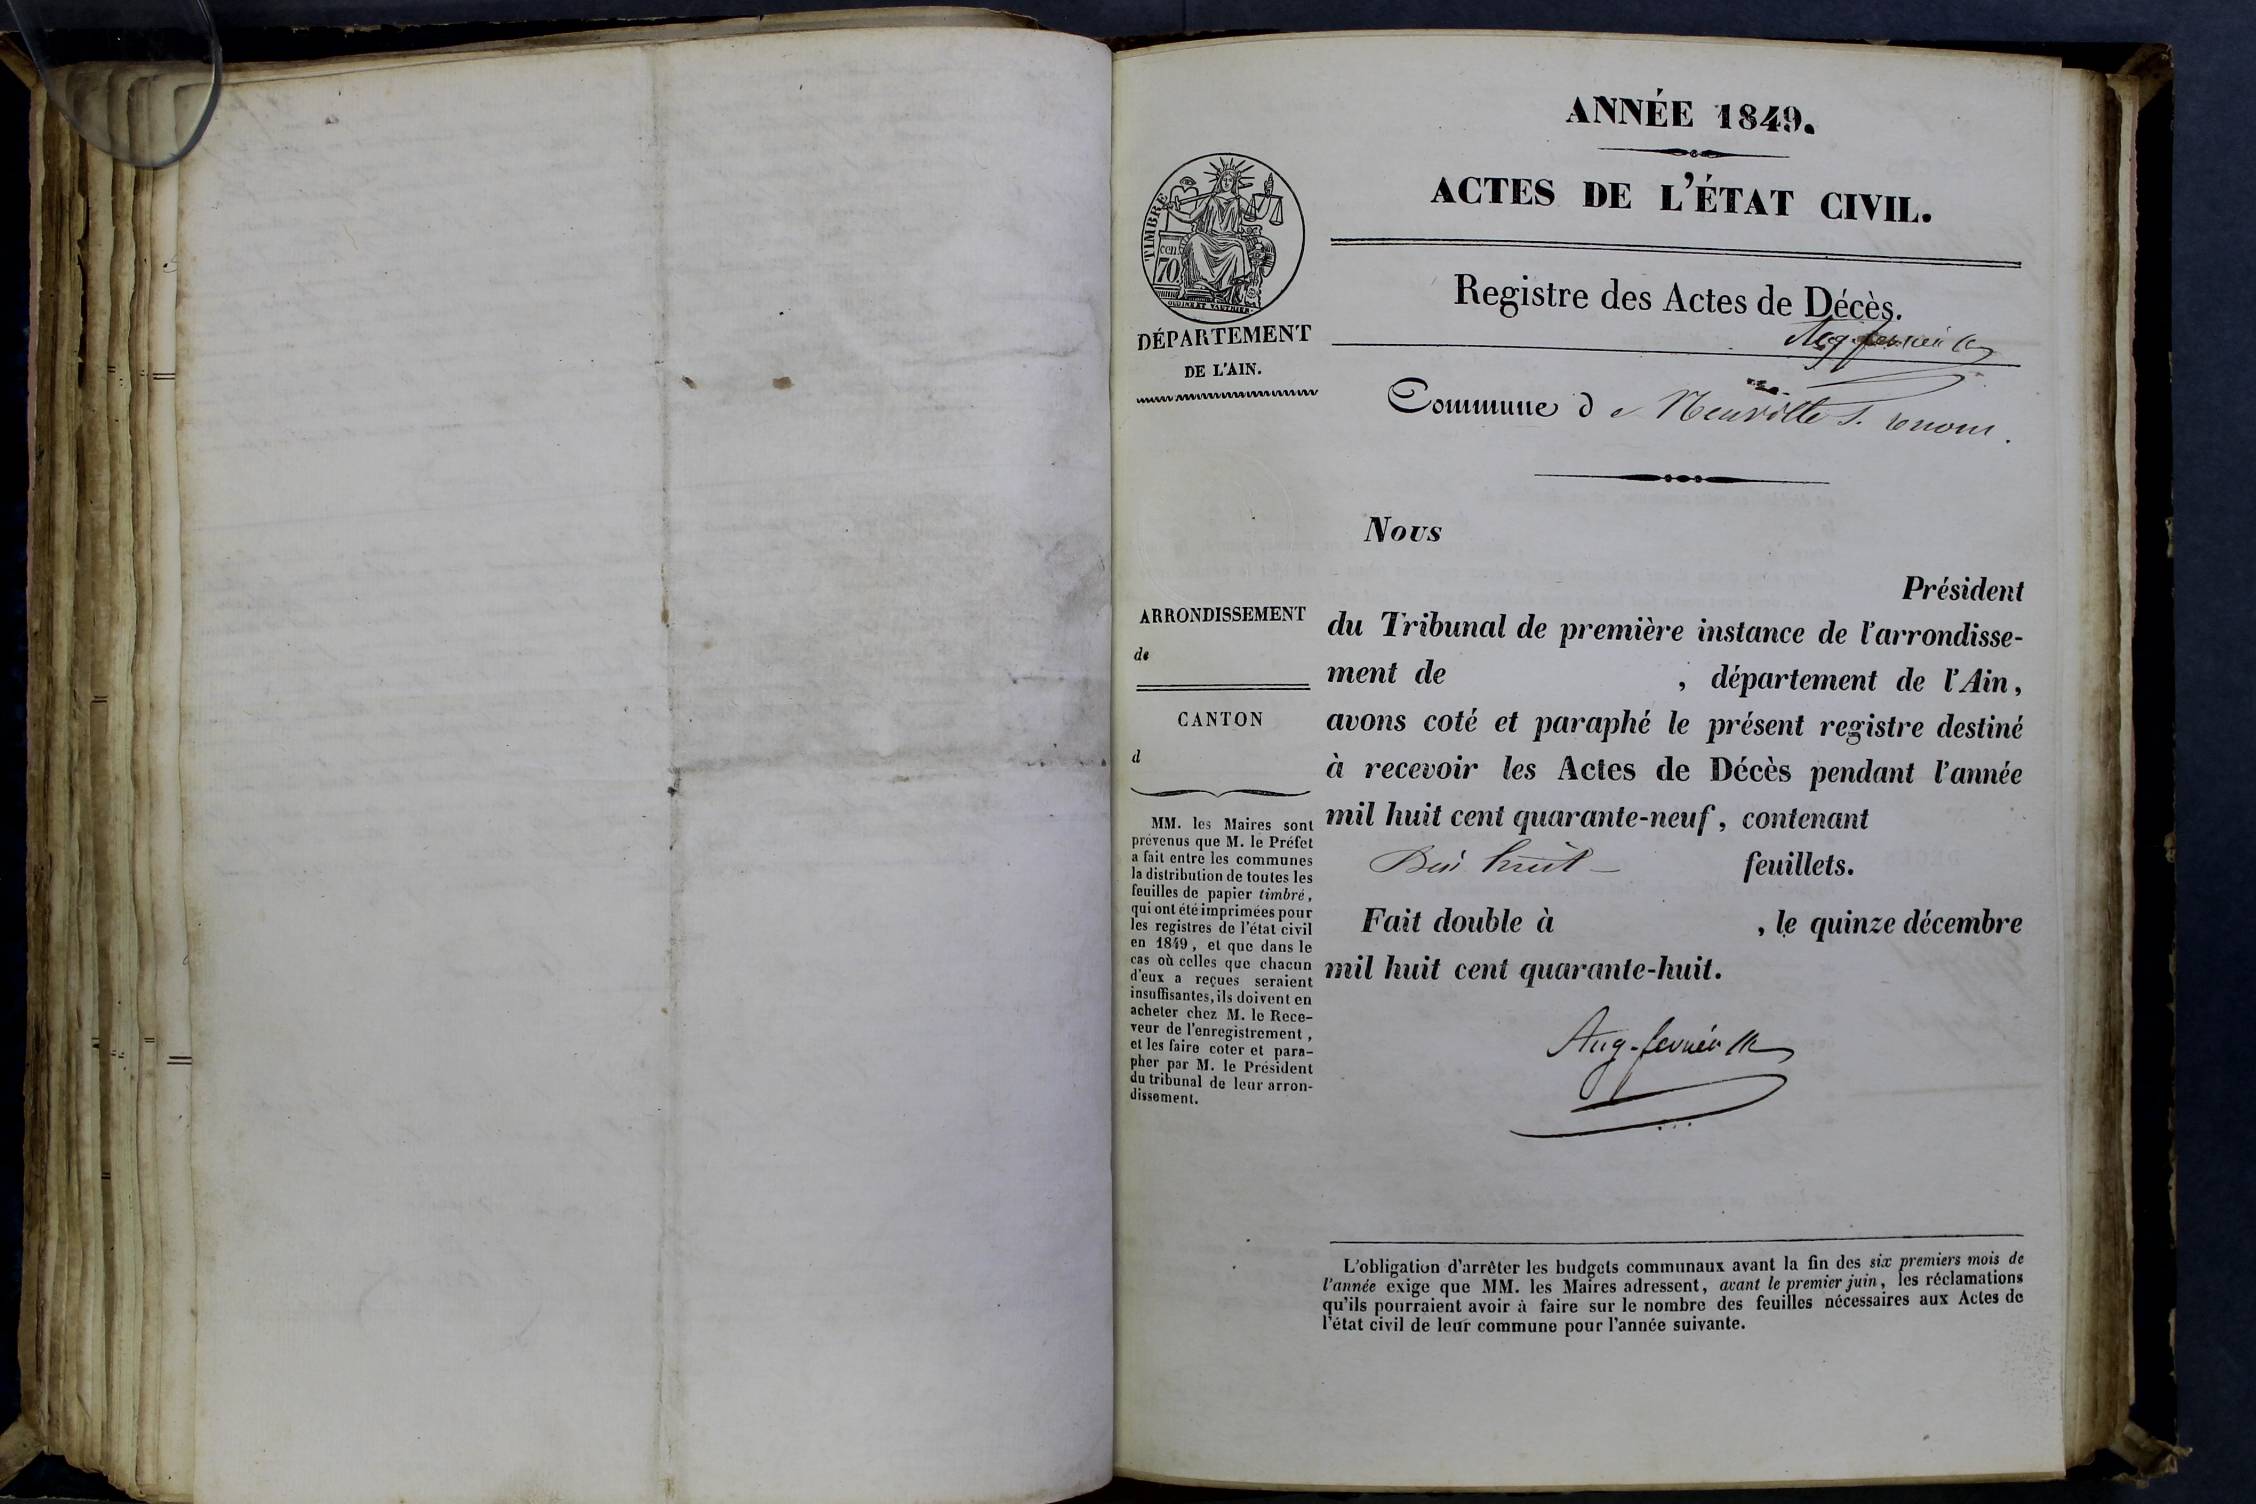 ANNÉE 1849.
ACTES DE L'ÉTAT CIVIL.
TIMBRE
cen.
70.
OUDINÉ ET VAUTHIER.
DÉPARTEMENT
DE L'AIN.
Registre des Actes de Décès.
Commune de Neuville s. renom.
Nous
Président
du Tribunal de première instance de l'arrondisse-
ment de , département de l'Ain,
avons coté et paraphé le présent registre destiné
à recevoir les Actes de Décès pendant l'année
mil huit cent quarante-neuf, contenant
Dix huit feuillets.
Fait double à , le quinze décembre
mil huit cent quarante-huit.
ARRONDISSEMENT
de
CANTON
d
MM. les Maires sont
prévenus que M. le Préfet
a fait entre les communes
la distribution de toutes les
feuilles de papier timbré,
qui ont été imprimées pour
les registres de l'état civil
en 1849, et que dans le
cas où celles que chacun
d'eux a reçues seraient
insuffisantes, ils doivent en
acheter chez M. le Rece-
veur de l'enregistrement,
et les faire coter et para-
pher par M. le Président
du tribunal de leur arron-
dissement.
L'obligation d'arrêter les budgets communaux avant la fin des six premiers mois de
l'année exige que MM. les Maires adressent, avant le premier juin, les réclamations
qu'ils pourraient avoir à faire sur le nombre des feuilles nécessaires aux Actes de
l'état civil de leur commune pour l'année suivante.